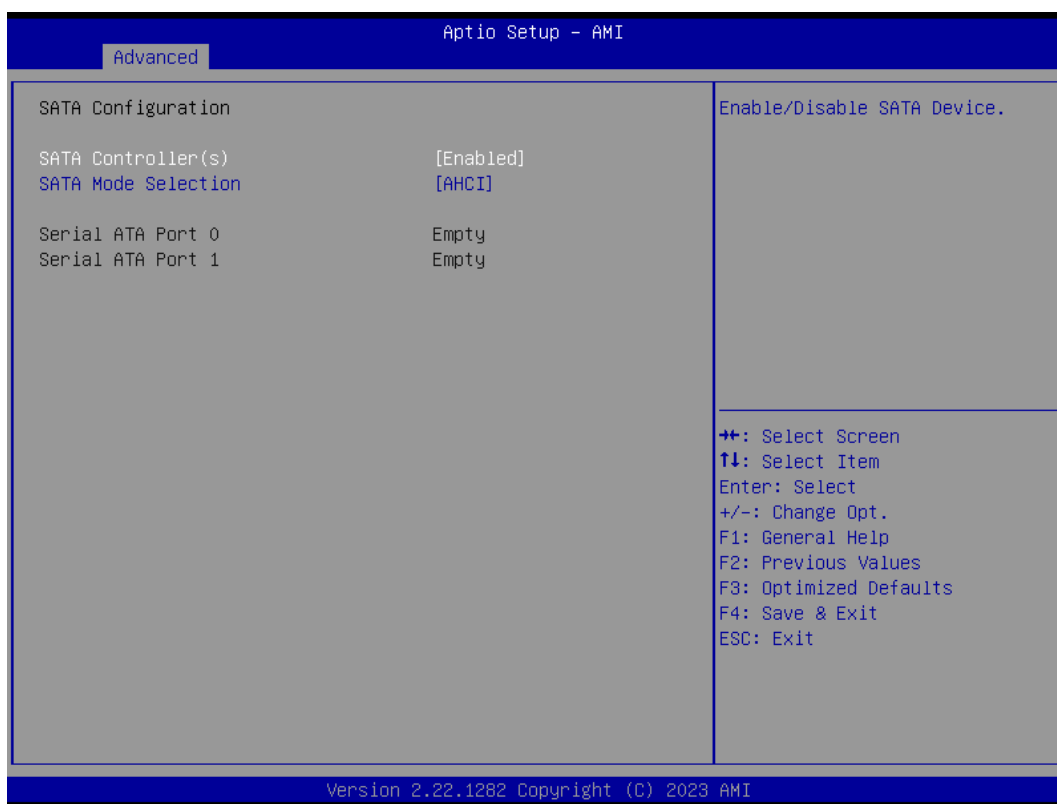 Aptio Setup – AMI
Advanced
SATA Configuration
SATA Controller(s) [Enabled]
SATA Mode Selection [AHCI]
Serial ATA Port 0 Empty
Serial ATA Port 1 Empty
Enable/Disable SATA Device.
→←: Select Screen
↑↓: Select Item
Enter: Select
+/-: Change Opt.
F1: General Help
F2: Previous Values
F3: Optimized Defaults
F4: Save & Exit
ESC: Exit
Version 2.22.1282 Copyright (C) 2023 AMI